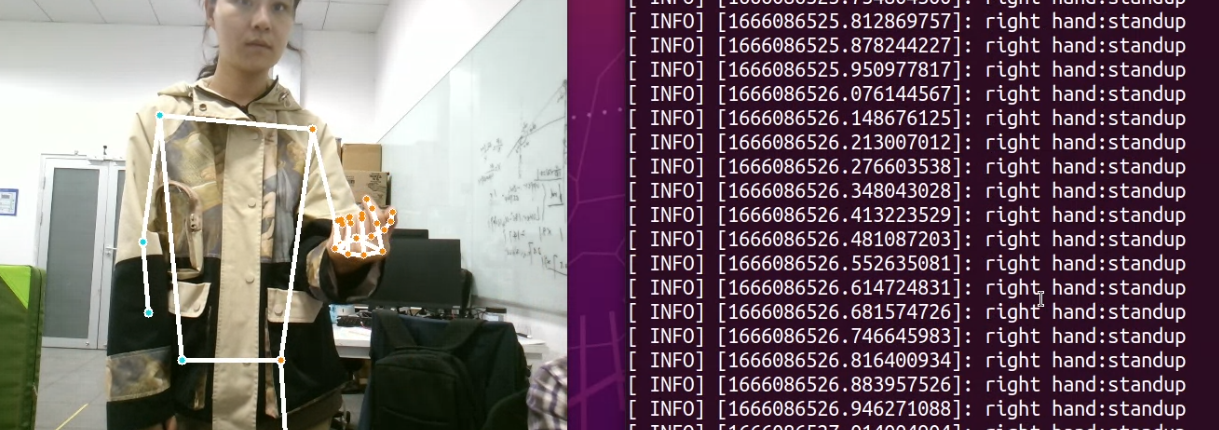 [ INFO] [1666086525.812869757]: right hand:standup
[ INFO] [1666086525.878244227]: right hand:standup
[ INFO] [1666086525.950977817]: right hand:standup
[ INFO] [1666086526.076144567]: right hand:standup
[ INFO] [1666086526.148676125]: right hand:standup
[ INFO] [1666086526.213007012]: right hand:standup
[ INFO] [1666086526.276603538]: right hand:standup
[ INFO] [1666086526.348043028]: right hand:standup
[ INFO] [1666086526.413223529]: right hand:standup
[ INFO] [1666086526.481087203]: right hand:standup
[ INFO] [1666086526.552635081]: right hand:standup
[ INFO] [1666086526.614724831]: right hand:standup
[ INFO] [1666086526.681574726]: right hand:standup
[ INFO] [1666086526.746645983]: right hand:standup
[ INFO] [1666086526.816400934]: right hand:standup
[ INFO] [1666086526.883957526]: right hand:standup
[ INFO] [1666086526.946271088]: right hand:standup